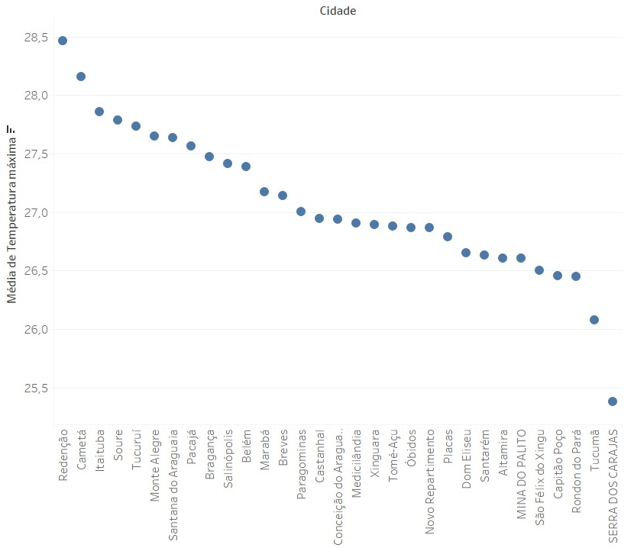 Cidade
Média de Temperatura máxima
28,5
28,0
27,5
27,0
26,5
26,0
25,5
Redenção
Cametá
Itaituba
Soure
Tucuruí
Monte Alegre
Santana do Araguaia
Pacajá
Bragança
Salinópolis
Belém
Marabá
Breves
Paragominas
Castanhal
Conceição do Aragua..
Medicilândia
Xinguara
Tomé-Açu
Óbidos
Novo Repartimento
Placas
Dom Eliseu
Santarém
Altamira
MINA DO PALITO
São Félix do Xingu
Capitão Poço
Rondon do Pará
Tucumã
SERRA DOS CARAJAS